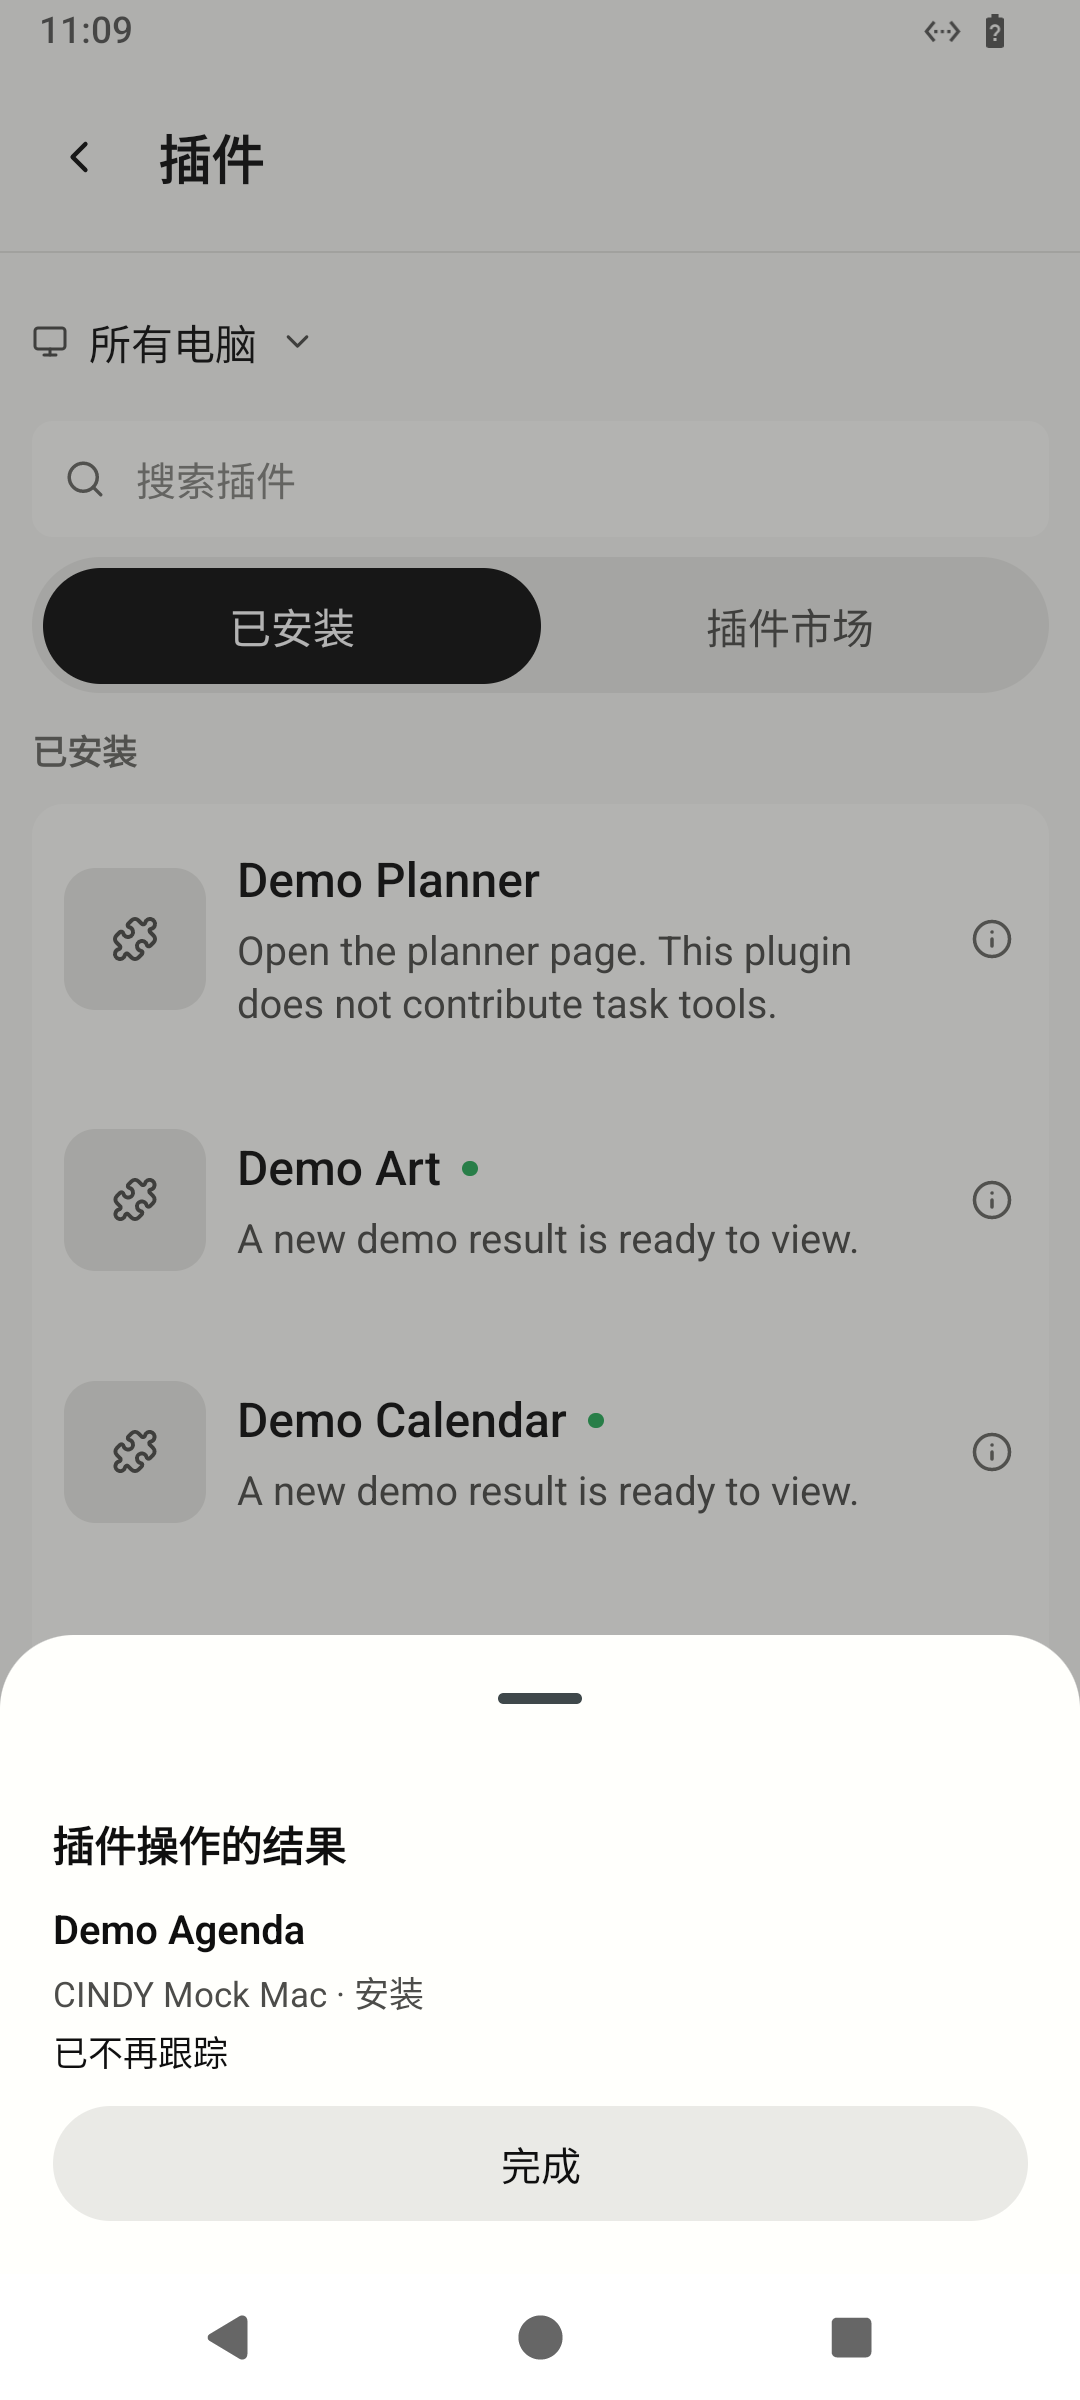 11:09
插件
所有电脑
搜索插件
已安装
插件市场
已安装
Demo Planner
Open the planner page. This plugin
does not contribute task tools.
Demo Art
A new demo result is ready to view.
Demo Calendar
A new demo result is ready to view.
插件操作的结果
Demo Agenda
CINDY Mock Mac · 安装
已不再跟踪
完成